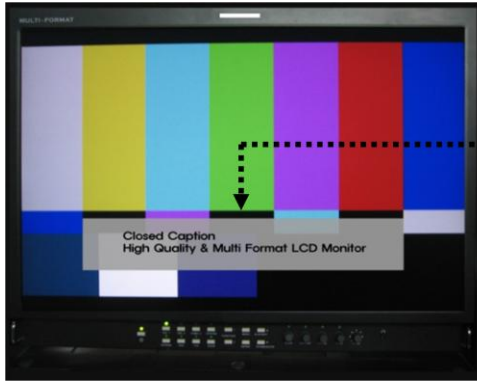 MULTI-FORMAT
Closed Caption
High Quality & Multi Format LCD Monitor